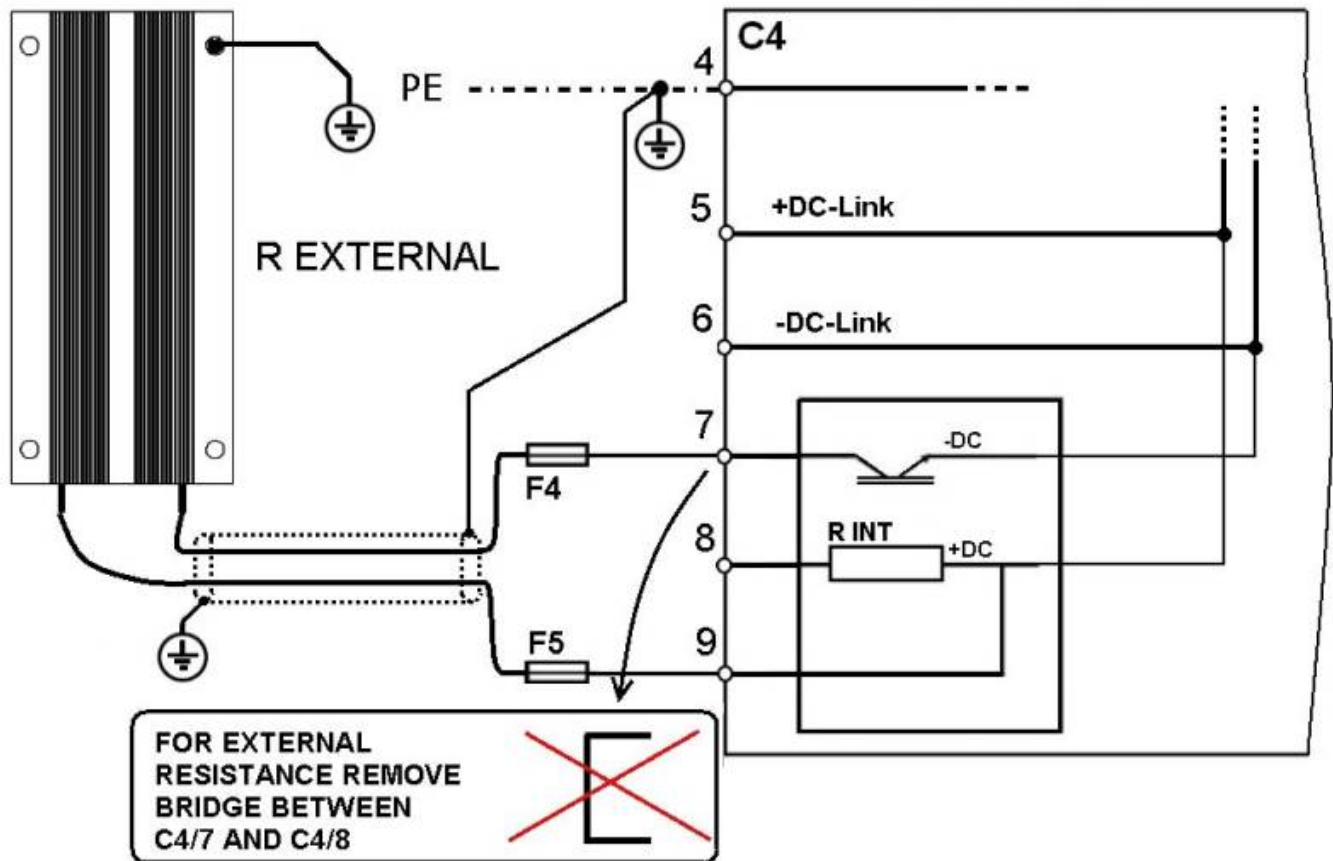 C4
4
PE
5
+DC-Link
R EXTERNAL
6
-DC-Link
7
-DC
F4
8
R INT
+DC
9
F5
FOR EXTERNAL
RESISTANCE REMOVE
BRIDGE BETWEEN
C4/7 AND C4/8